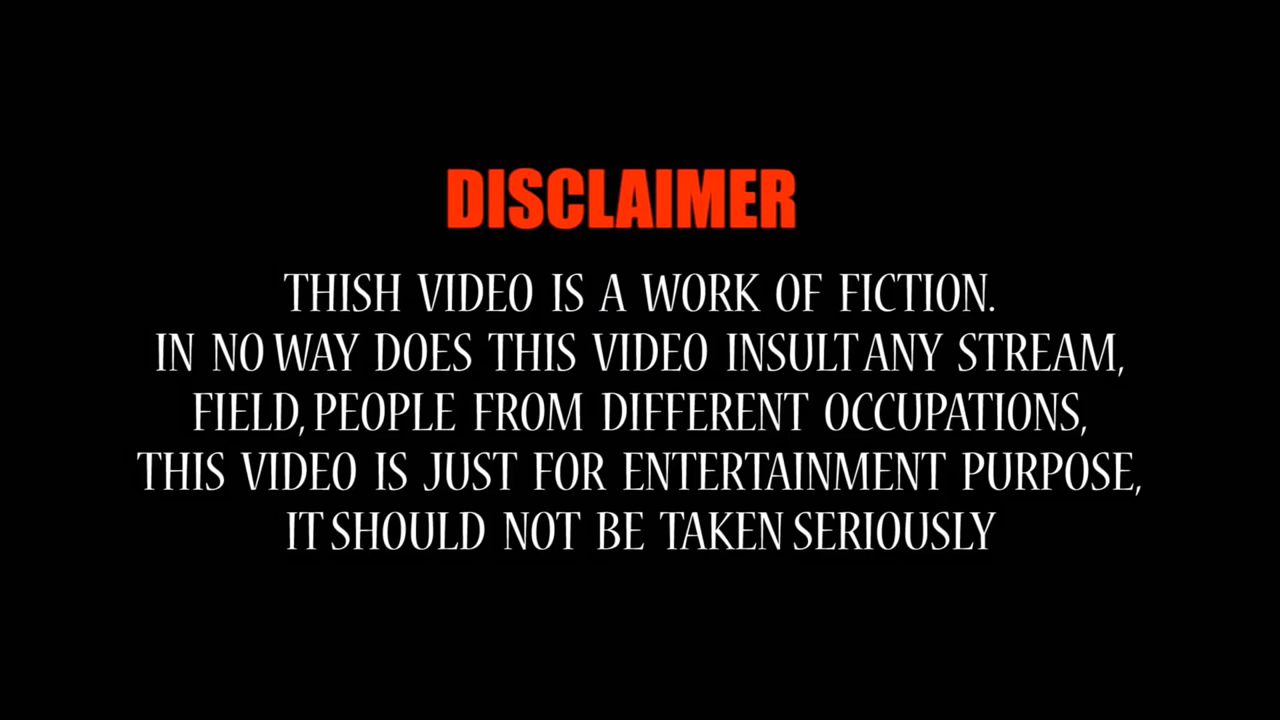 DISCLAIMER
THISH VIDEO IS A WORK OF FICTION.
IN NO WAY DOES THIS VIDEO INSULT ANY STREAM,
FIELD, PEOPLE FROM DIFFERENT OCCUPATIONS,
THIS VIDEO IS JUST FOR ENTERTAINMENT PURPOSE,
IT SHOULD NOT BE TAKEN SERIOUSLY